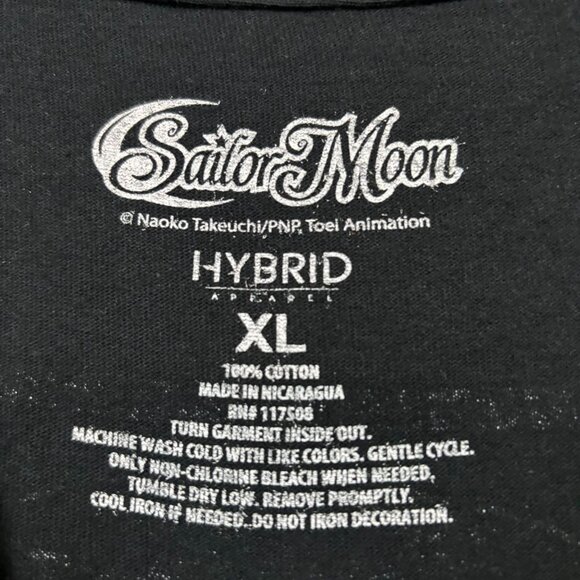 Sailor Moon
© Naoko Takeuchi/PNP, Toei Animation
HYBRID
APPAREL
XL
100% COTTON
MADE IN NICARAGUA
RN# 117508
TURN GARMENT INSIDE OUT.
MACHINE WASH COLD WITH LIKE COLORS. GENTLE CYCLE.
ONLY NON-CHLORINE BLEACH WHEN NEEDED.
TUMBLE DRY LOW. REMOVE PROMPTLY.
COOL IRON IF NEEDED. DO NOT IRON DECORATION.